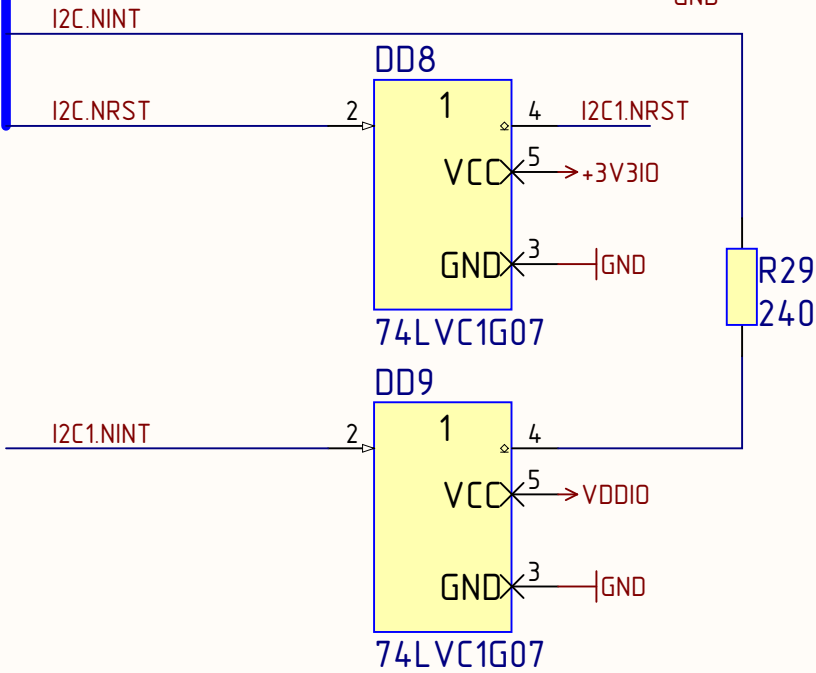 GND
I2C.NINT
DD8
I2C.NRST
2
1
4
I2C1.NRST
VCC
5
+3V3IO
GND
3
GND
R29
240
74LVC1G07
DD9
I2C1.NINT
2
1
4
VCC
5
VDDIO
GND
3
GND
74LVC1G07